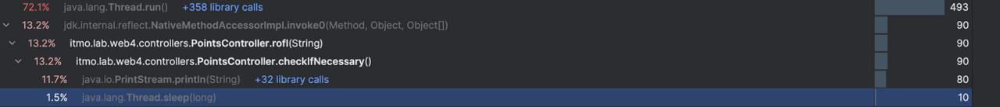 72.1% java.lang.Thread.run() +358 library calls 493
13.2% jdk.internal.reflect.NativeMethodAccessorImpl.invoke0(Method, Object, Object[]) 90
13.2% itmo.lab.web4.controllers.PointsController.rofl(String) 90
13.2% itmo.lab.web4.controllers.PointsController.checkIfNecessary() 90
11.7% java.io.PrintStream.println(String) +32 library calls 80
1.5% java.lang.Thread.sleep(long) 10